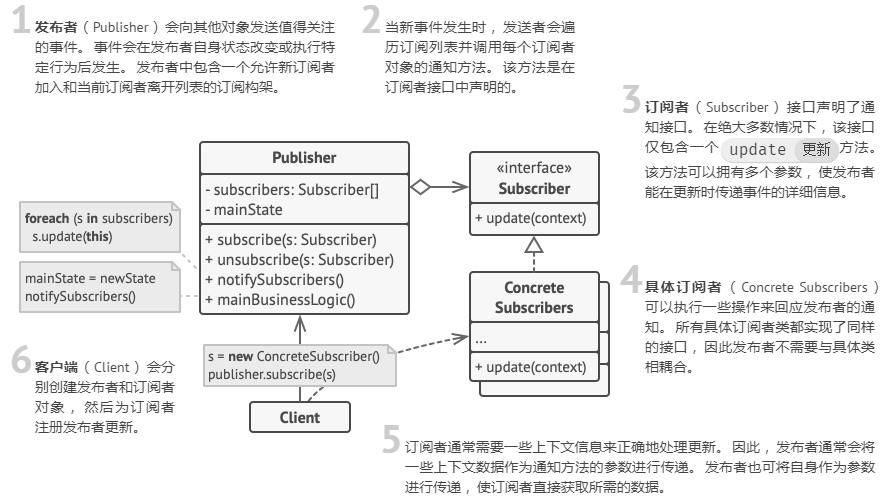 1 发布者（Publisher）会向其他对象发送值得关注
的事件。事件会在发布者自身状态改变或执行特
定行为后发生。发布者中包含一个允许新订阅者
加入和当前订阅者离开列表的订阅构架。
2 当新事件发生时，发送者会遍
历订阅列表并调用每个订阅者
对象的通知方法。该方法是在
订阅者接口中声明的。
3 订阅者（Subscriber）接口声明了通
知接口。在绝大多数情况下，该接口
仅包含一个 update 更新 方法。
该方法可以拥有多个参数，使发布者
能在更新时传递事件的详细信息。
Publisher
- subscribers: Subscriber[]
- mainState
+ subscribe(s: Subscriber)
+ unsubscribe(s: Subscriber)
+ notifySubscribers()
+ mainBusinessLogic()
«interface»
Subscriber
+ update(context)
foreach (s in subscribers)
s.update(this)
mainState = newState
notifySubscribers()
Concrete
Subscribers
...
+ update(context)
4 具体订阅者（Concrete Subscribers）
可以执行一些操作来回应发布者的通
知。所有具体订阅者类都实现了同样
的接口，因此发布者不需要与具体类
相耦合。
s = new ConcreteSubscriber()
publisher.subscribe(s)
Client
6 客户端（Client）会分
别创建发布者和订阅者
对象，然后为订阅者
注册发布者更新。
5 订阅者通常需要一些上下文信息来正确地处理更新。因此，发布者通常会将
一些上下文数据作为通知方法的参数进行传递。发布者也可将自身作为参数
进行传递，使订阅者直接获取所需的数据。